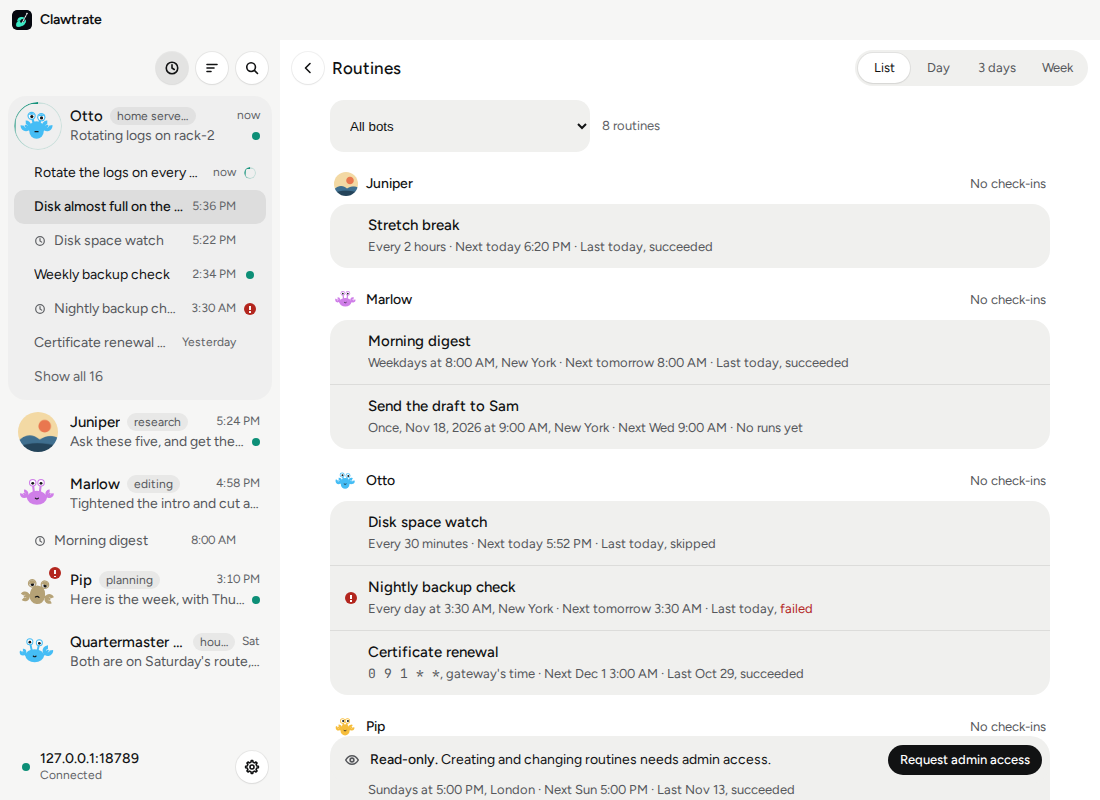 Clawtrate
Otto home serve... now
Rotating logs on rack-2
Rotate the logs on every ... now
Disk almost full on the ... 5:36 PM
Disk space watch 5:22 PM
Weekly backup check 2:34 PM
Nightly backup ch... 3:30 AM
Certificate renewal ... Yesterday
Show all 16
Juniper research 5:24 PM
Ask these five, and get the...
Marlow editing 4:58 PM
Tightened the intro and cut a...
Morning digest 8:00 AM
Pip planning 3:10 PM
Here is the week, with Thu...
Quartermaster ... hou... Sat
Both are on Saturday's route,...
127.0.0.1:18789
Connected
Routines
List Day 3 days Week
All bots 8 routines
Juniper No check-ins
Stretch break
Every 2 hours · Next today 6:20 PM · Last today, succeeded
Marlow No check-ins
Morning digest
Weekdays at 8:00 AM, New York · Next tomorrow 8:00 AM · Last today, succeeded
Send the draft to Sam
Once, Nov 18, 2026 at 9:00 AM, New York · Next Wed 9:00 AM · No runs yet
Otto No check-ins
Disk space watch
Every 30 minutes · Next today 5:52 PM · Last today, skipped
Nightly backup check
Every day at 3:30 AM, New York · Next tomorrow 3:30 AM · Last today, failed
Certificate renewal
0 9 1 * *, gateway's time · Next Dec 1 3:00 AM · Last Oct 29, succeeded
Pip No check-ins
Read-only. Creating and changing routines needs admin access. Request admin access
Sundays at 5:00 PM, London · Next Sun 5:00 PM · Last Nov 13, succeeded